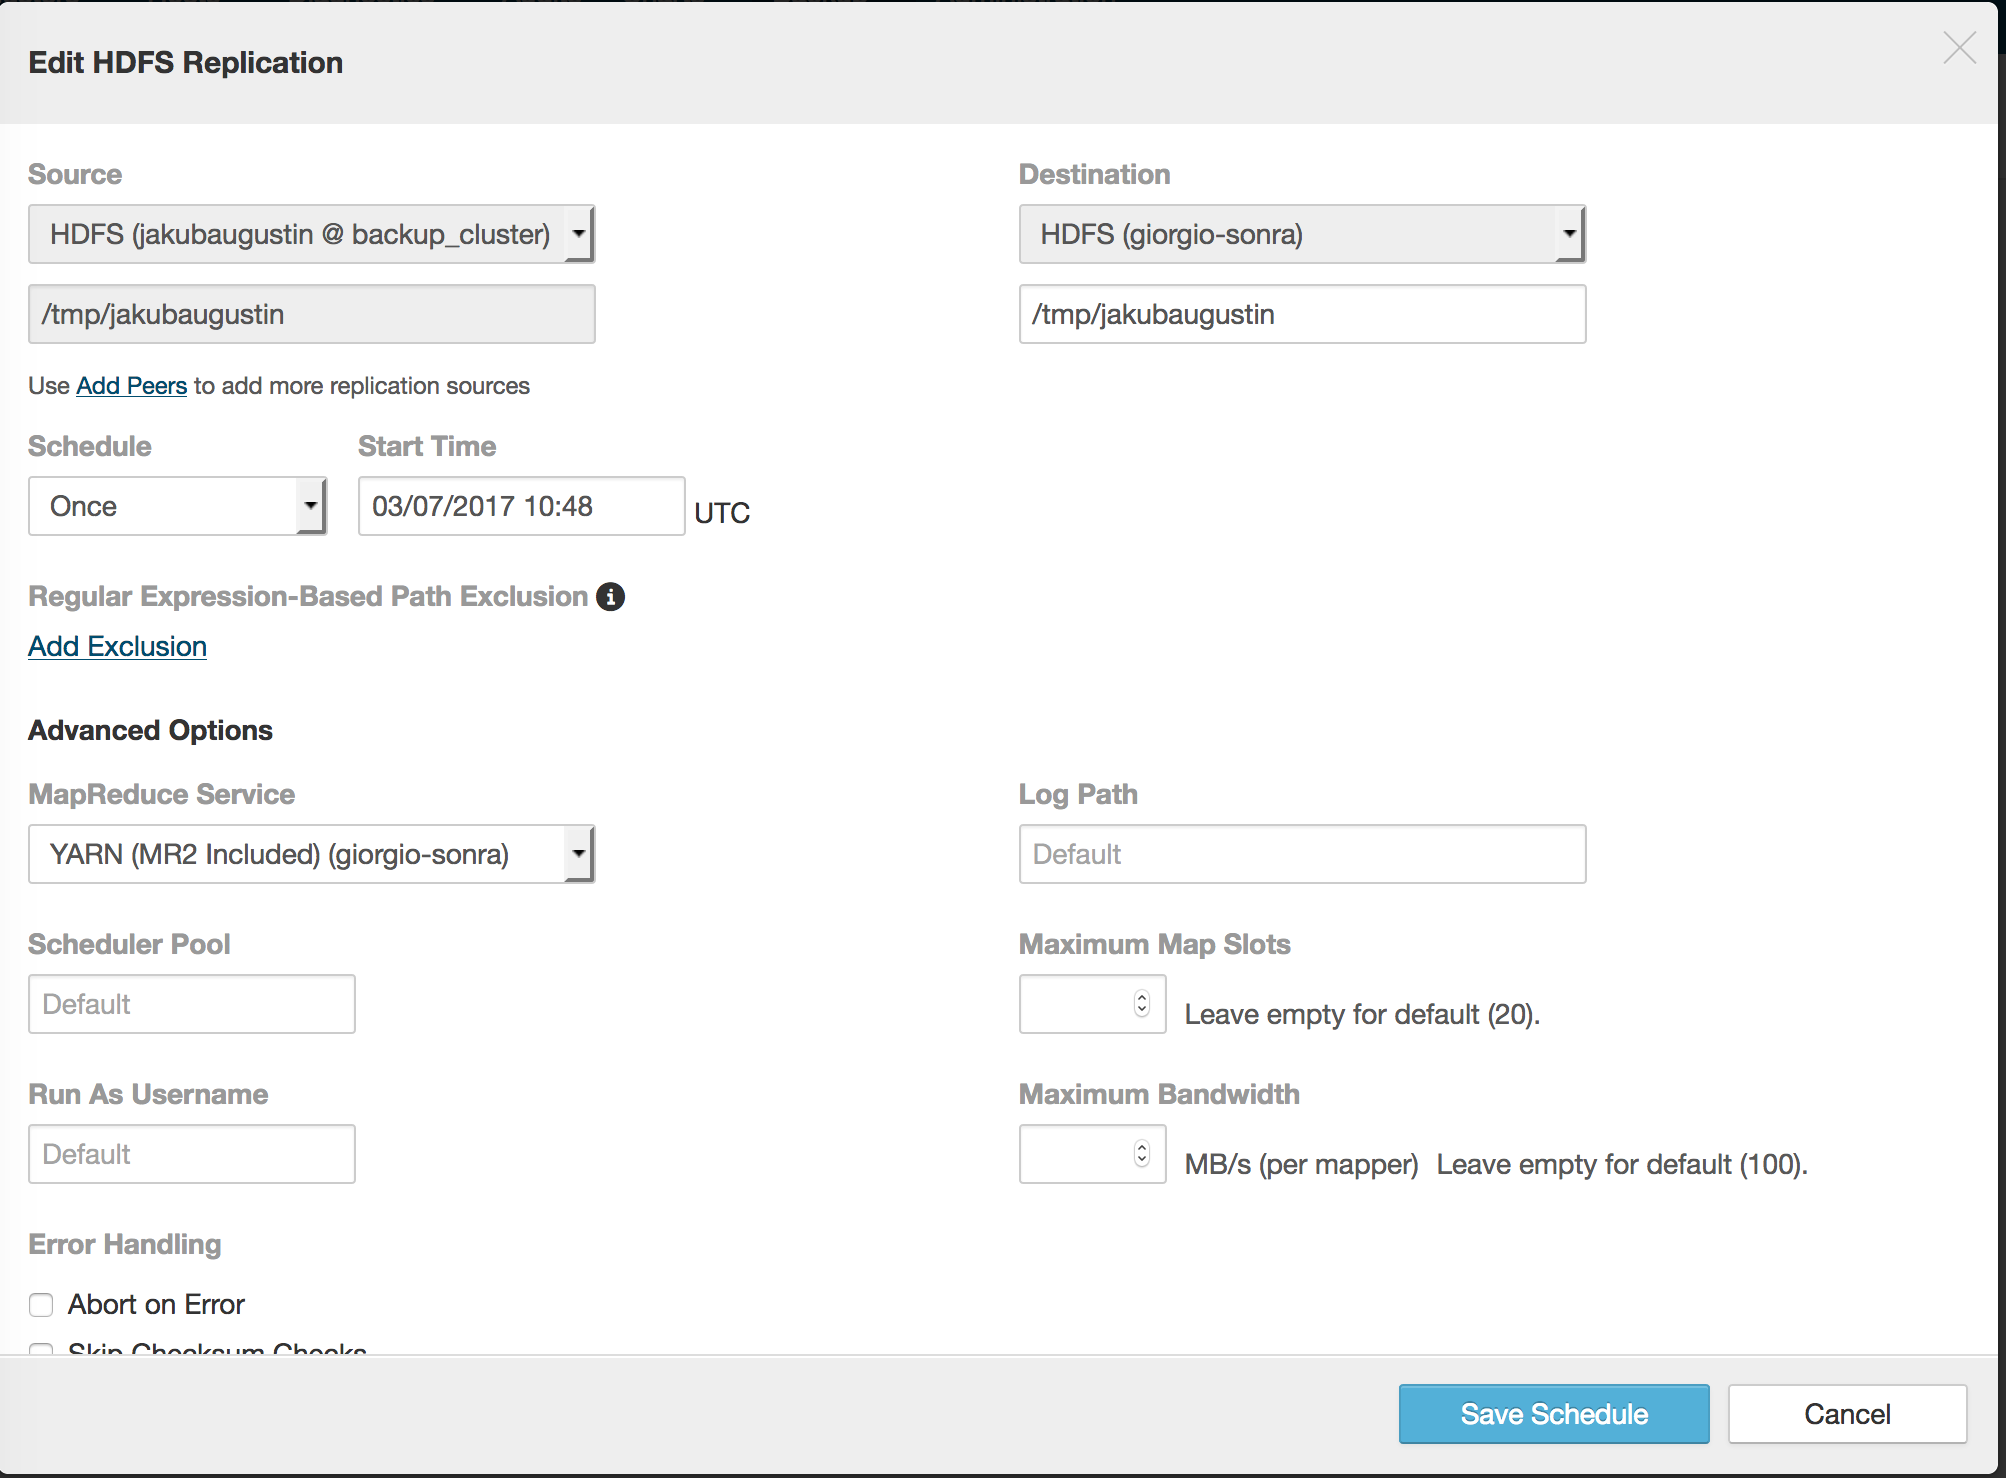 Edit HDFS Replication
Source
Destination
HDFS (jakubaugustin @ backup_cluster)
HDFS (giorgio-sonra)
/tmp/jakubaugustin
/tmp/jakubaugustin
Use Add Peers to add more replication sources
Schedule
Start Time
Once
03/07/2017 10:48
UTC
Regular Expression-Based Path Exclusion
Add Exclusion
Advanced Options
MapReduce Service
Log Path
YARN (MR2 Included) (giorgio-sonra)
Default
Scheduler Pool
Maximum Map Slots
Default
Leave empty for default (20).
Run As Username
Maximum Bandwidth
Default
MB/s (per mapper) Leave empty for default (100).
Error Handling
Abort on Error
Skip Checksum Checks
Save Schedule
Cancel